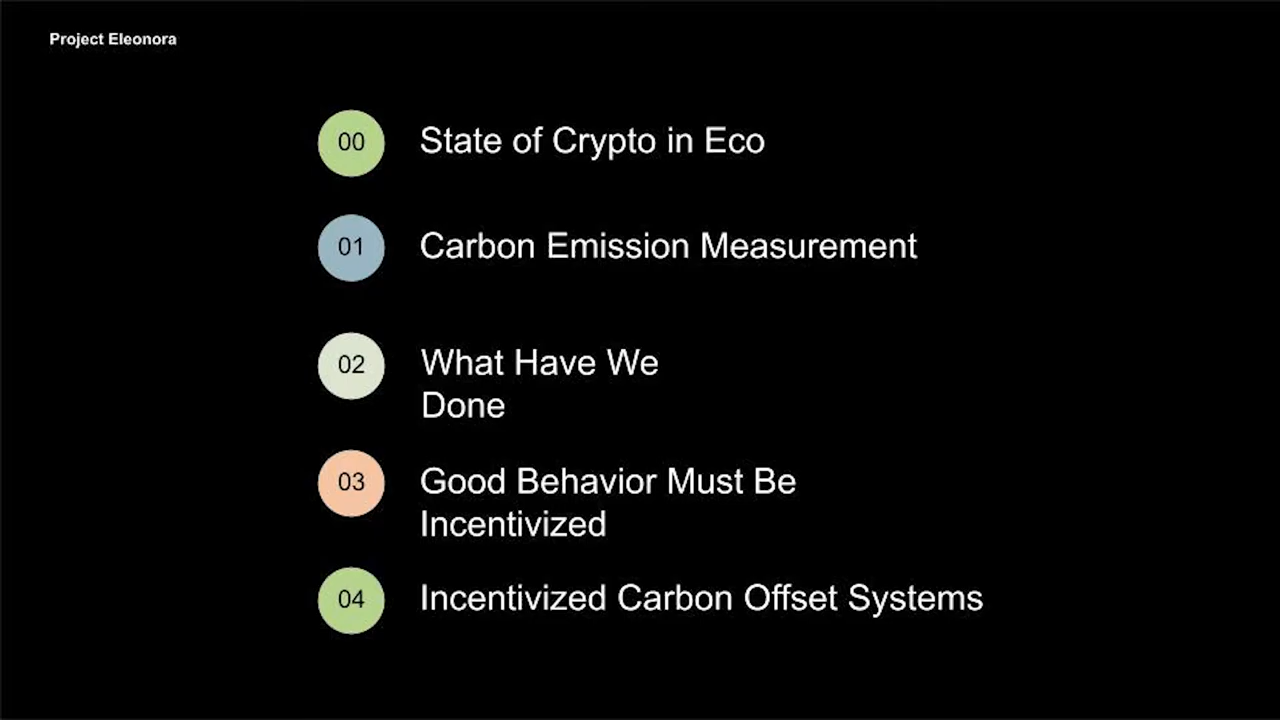 Project Eleonora
00 State of Crypto in Eco
01 Carbon Emission Measurement
02 What Have We
Done
03 Good Behavior Must Be
Incentivized
04 Incentivized Carbon Offset Systems